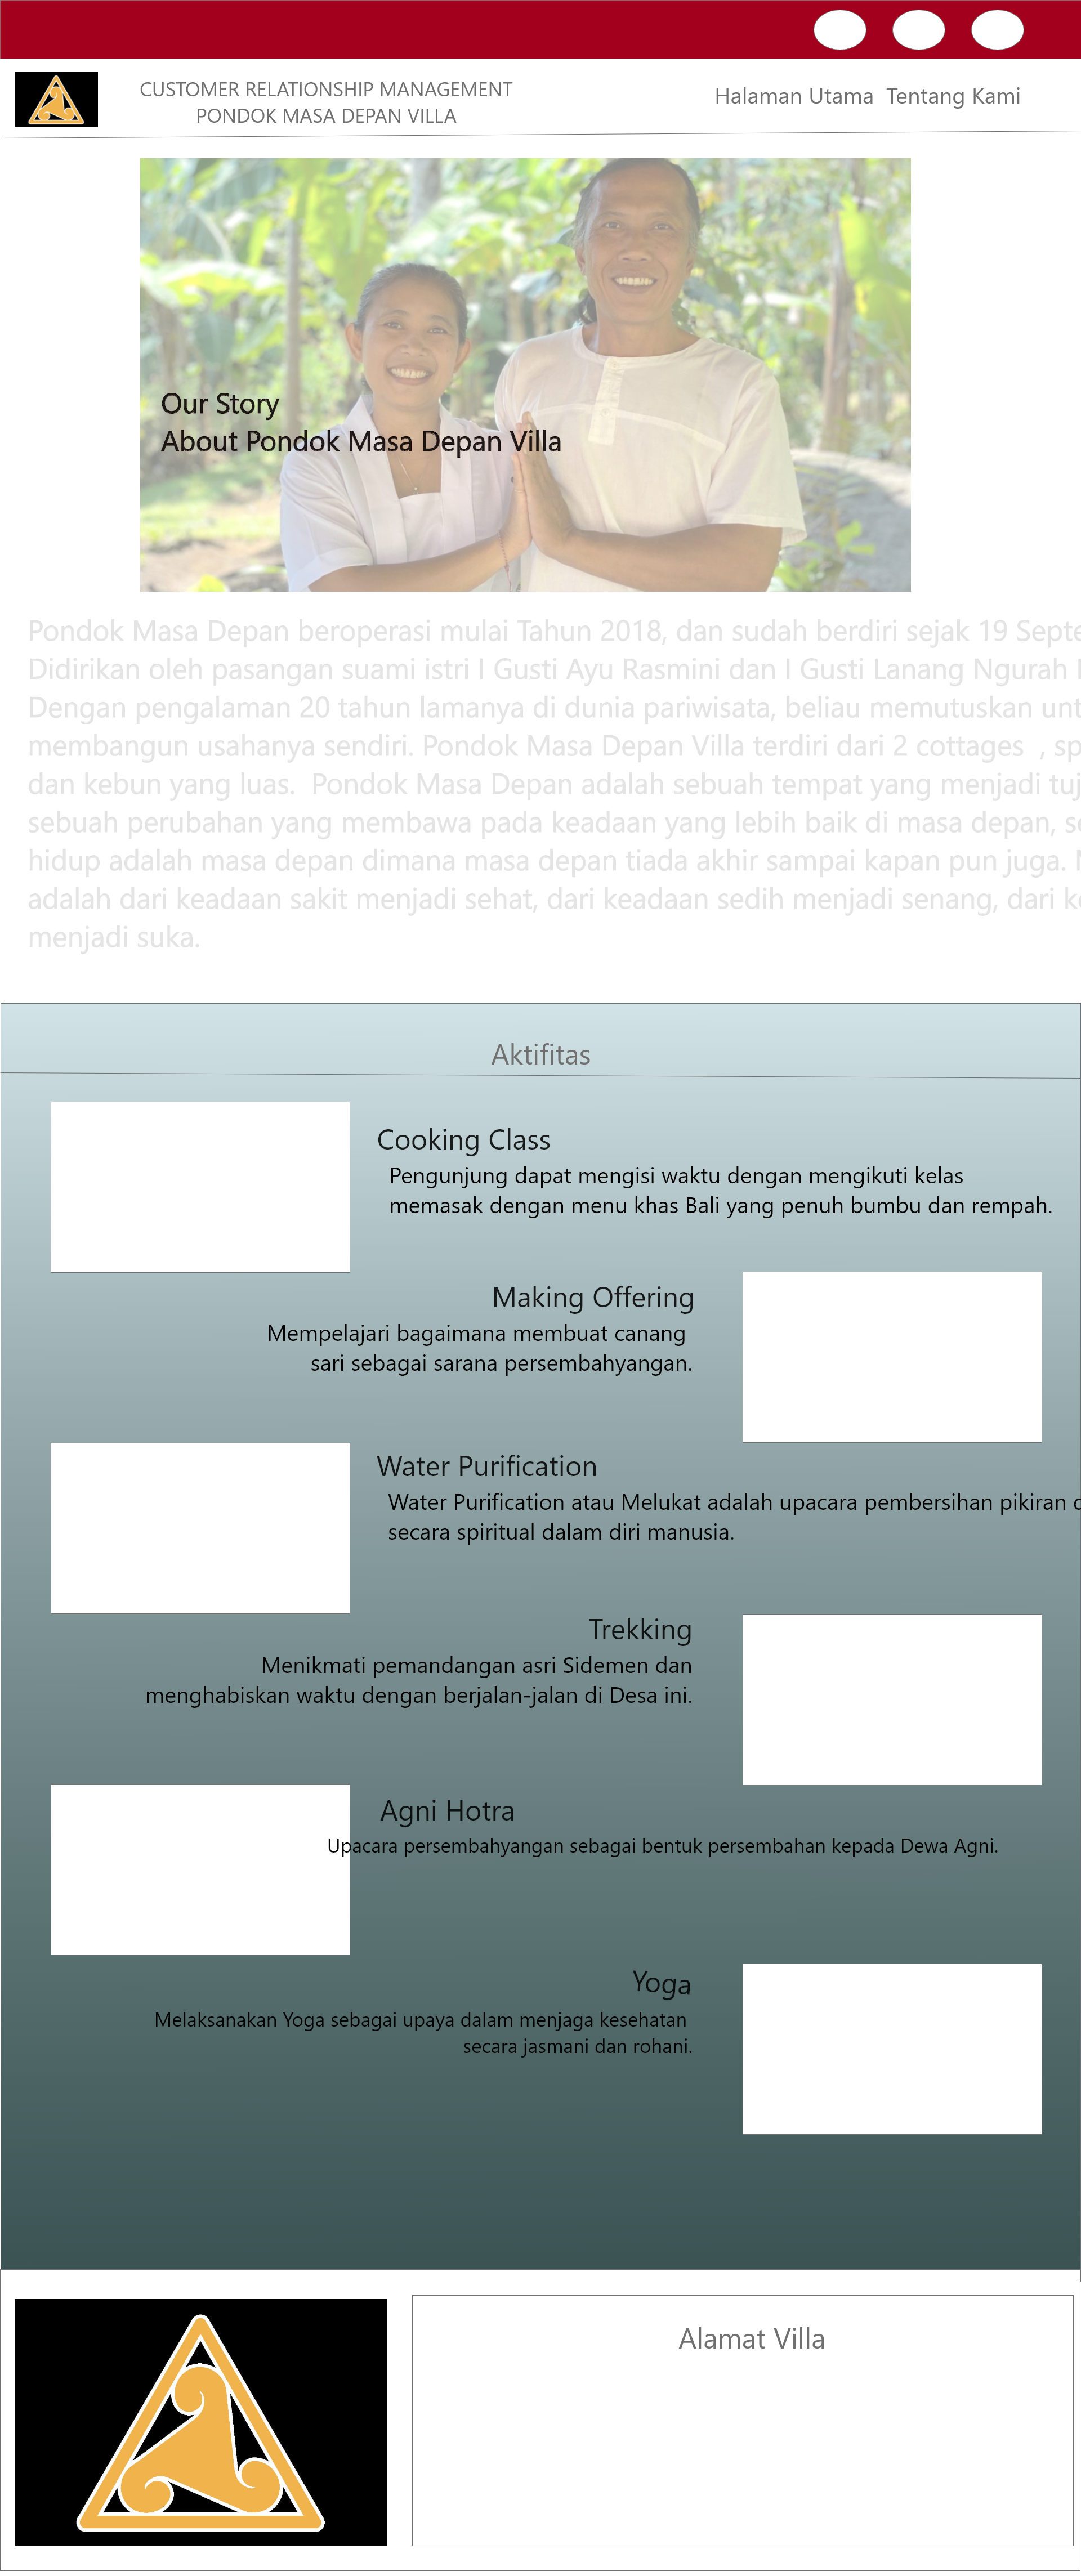 CUSTOMER RELATIONSHIP MANAGEMENT
PONDOK MASA DEPAN VILLA
Halaman Utama Tentang Kami
Our Story
About Pondok Masa Depan Villa
Pondok Masa Depan beroperasi mulai Tahun 2018, dan sudah berdiri sejak 19 Septe
Didirikan oleh pasangan suami istri I Gusti Ayu Rasmini dan I Gusti Lanang Ngurah
Dengan pengalaman 20 tahun lamanya di dunia pariwisata, beliau memutuskan unt
membangun usahanya sendiri. Pondok Masa Depan Villa terdiri dari 2 cottages , sp
dan kebun yang luas. Pondok Masa Depan adalah sebuah tempat yang menjadi tuj
sebuah perubahan yang membawa pada keadaan yang lebih baik di masa depan, se
hidup adalah masa depan dimana masa depan tiada akhir sampai kapan pun juga.
adalah dari keadaan sakit menjadi sehat, dari keadaan sedih menjadi senang, dari ke
menjadi suka.
Aktifitas
Cooking Class
Pengunjung dapat mengisi waktu dengan mengikuti kelas
memasak dengan menu khas Bali yang penuh bumbu dan rempah.
Making Offering
Mempelajari bagaimana membuat canang
sari sebagai sarana persembahyangan.
Water Purification
Water Purification atau Melukat adalah upacara pembersihan pikiran
secara spiritual dalam diri manusia.
Trekking
Menikmati pemandangan asri Sidemen dan
menghabiskan waktu dengan berjalan-jalan di Desa ini.
Agni Hotra
Upacara persembahyangan sebagai bentuk persembahan kepada Dewa Agni.
Yoga
Melaksanakan Yoga sebagai upaya dalam menjaga kesehatan
secara jasmani dan rohani.
Alamat Villa